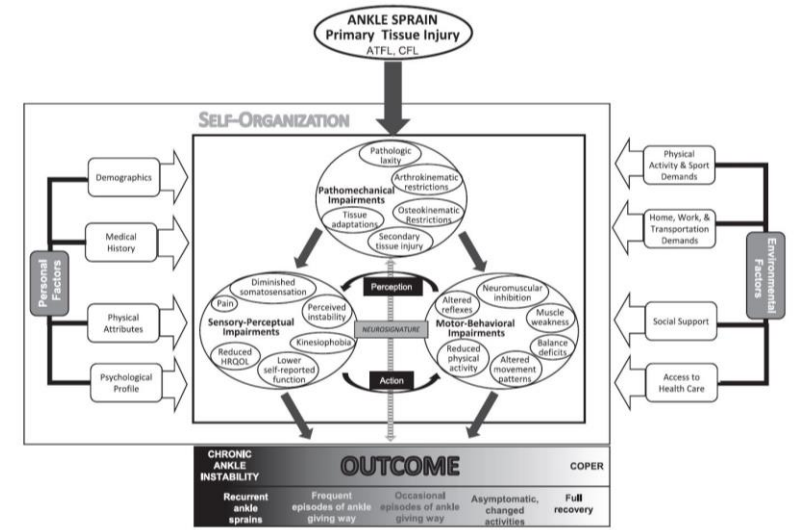 ANKLE SPRAIN
Primary Tissue Injury
ATFL, CFL
SELF-ORGANIZATION
Pathologic
laxity
Arthrokinematic
restrictions
Pathomechanical
Impairments
Osteokinematic
Restrictions
Tissue
adaptations
Secondary
tissue injury
Personal
Factors
Demographics
Medical
History
Physical
Attributes
Psychological
Profile
Physical
Activity & Sport
Demands
Home, Work, &
Transportation
Demands
Social Support
Access to
Health Care
Environmental
Factors
Diminished
somatosensation
Pain
Perceived
instability
Sensory-Perceptual
Impairments
Kinesiophobia
Reduced
HRQOL
Lower
self-reported
function
Perception
NEUROSIGNATURE
Action
Neuromuscular
inhibition
Altered
reflexes
Muscle
weakness
Motor-Behavioral
Impairments
Balance
deficits
Reduced
physical
activity
Altered
movement
patterns
CHRONIC
ANKLE
INSTABILITY
OUTCOME
COPER
Recurrent
ankle
sprains
Frequent
episodes of ankle
giving way
Occasional
episodes of ankle
giving way
Asymptomatic,
changed
activities
Full
recovery